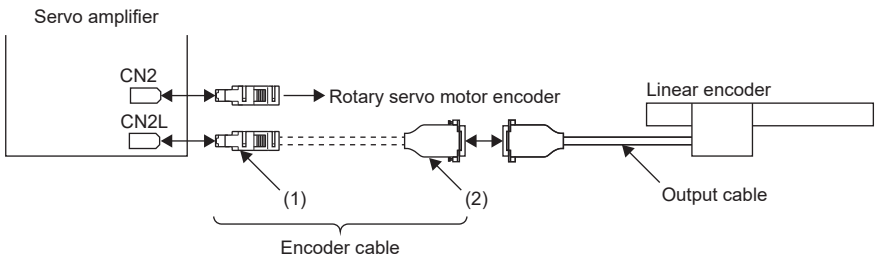 Servo amplifier
CN2
Rotary servo motor encoder
Linear encoder
CN2L
(1)
(2)
Output cable
Encoder cable